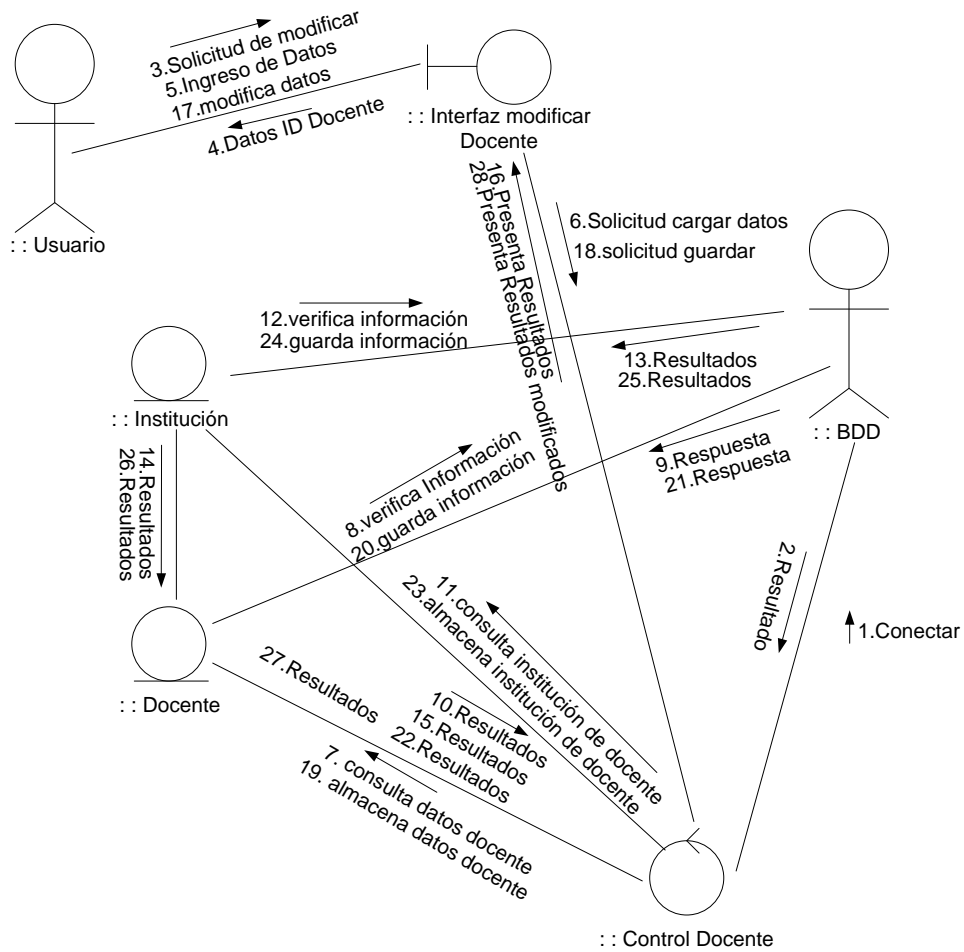 3.Solicitud de modificar
5.Ingreso de Datos
17.modifica datos
4.Datos ID Docente
: : Interfaz modificar
Docente
: : Usuario
16.Presenta Resultados
28.Presenta Resultados modificados
6.Solicitud cargar datos
18.solicitud guardar
12.verifica información
24.guarda información
13.Resultados
25.Resultados
: : Institución
: : BDD
14.Resultados
26.Resultados
8.verifica Información
20.guarda información
9.Respuesta
21.Respuesta
2.Resultado
1.Conectar
11.consulta institución de docente
23.almacena institución de docente
27.Resultados
10.Resultados
15.Resultados
22.Resultados
: : Docente
7. consulta datos docente
19. almacena datos docente
: : Control Docente